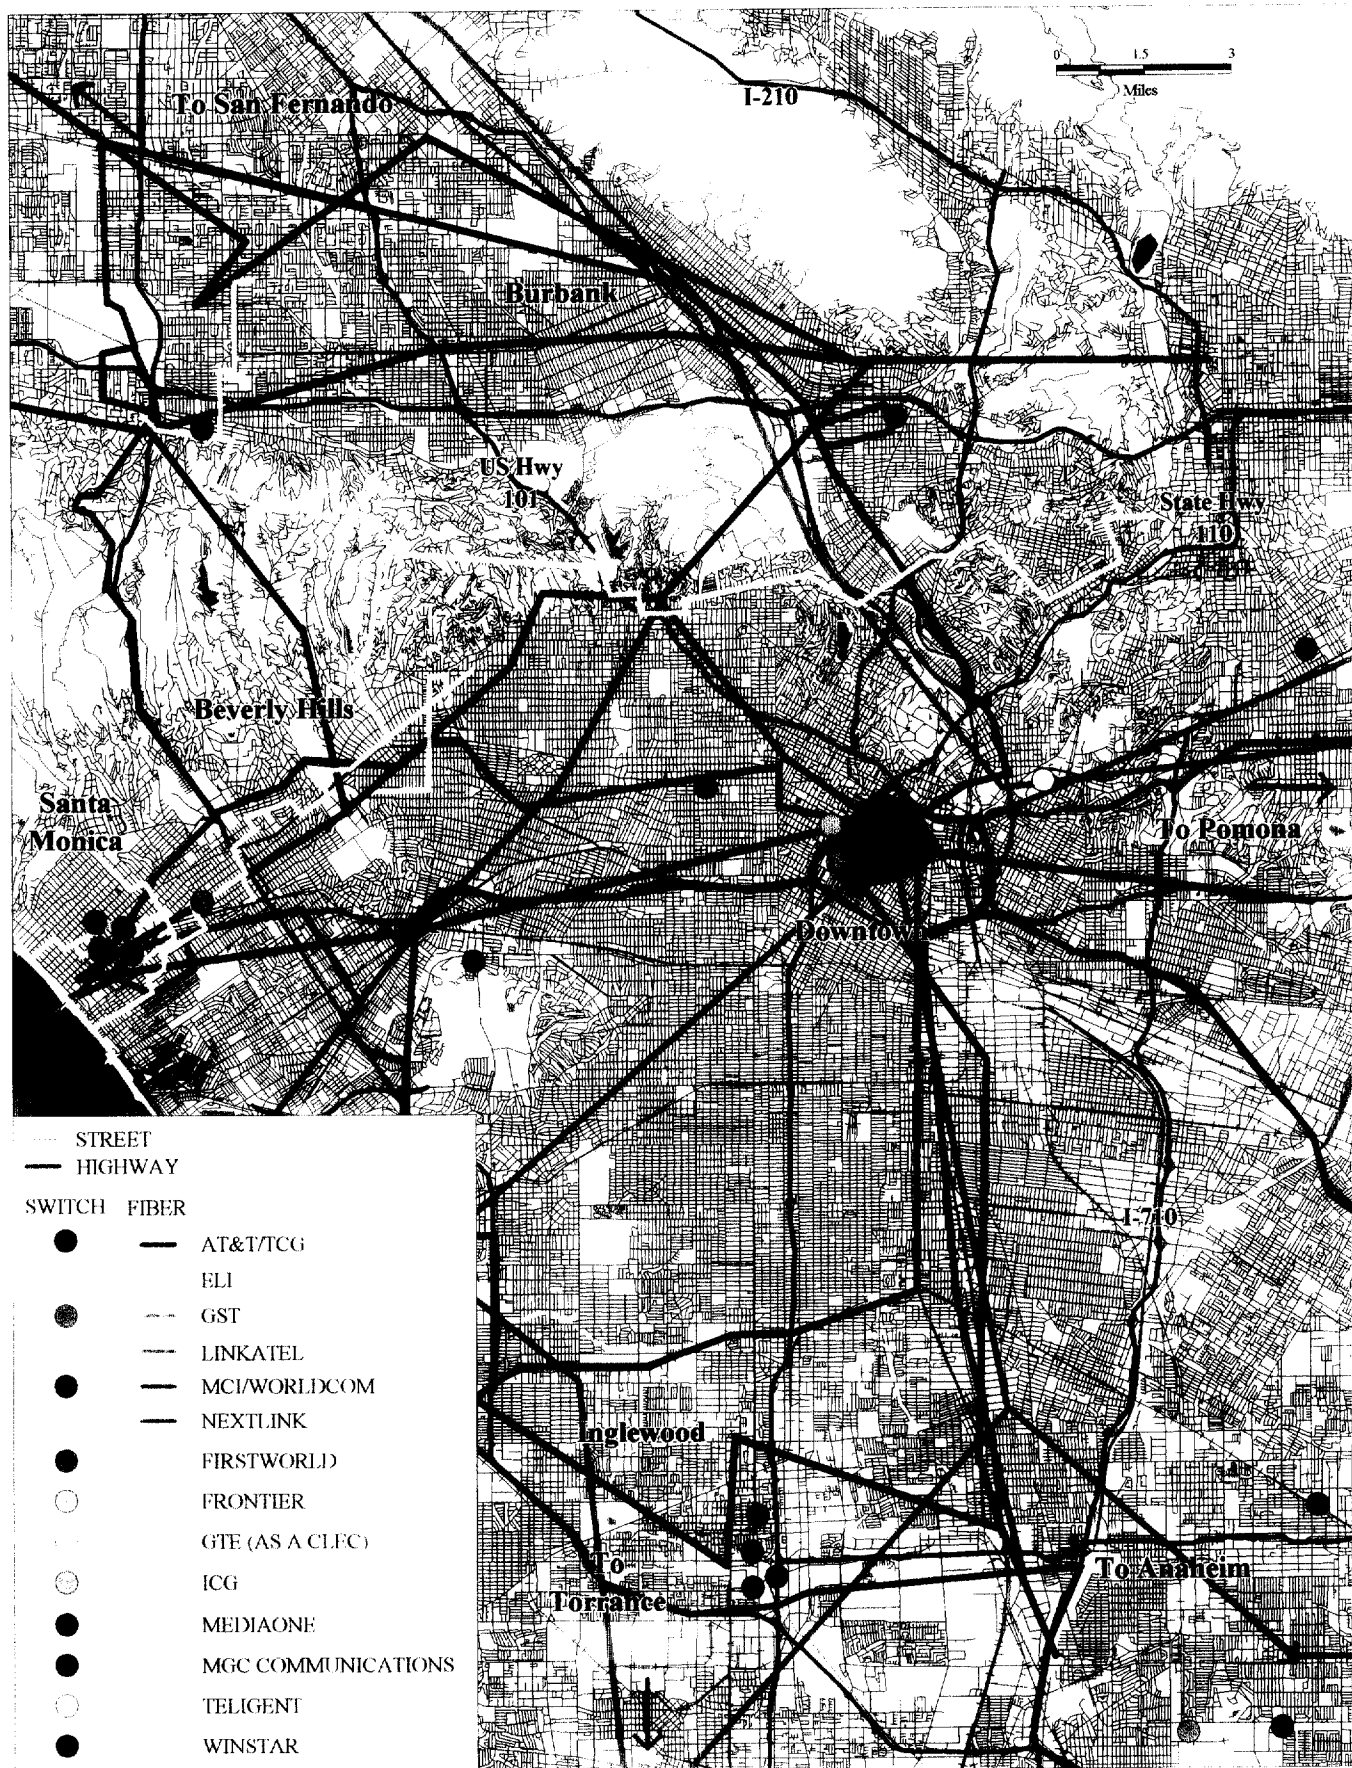 0 1.5 3
Miles
I-210
To San Fernando
Burbank
US Hwy
101
State Hwy
110
Beverly Hills
Santa
Monica
To Pomona
Downtown
I-710
Inglewood
To
Torrance
To Anaheim
STREET
HIGHWAY
SWITCH FIBER
AT&T/TCG
ELI
GST
LINKATEL
MCI/WORLDCOM
NEXTLINK
FIRSTWORLD
FRONTIER
GTE (AS A CLEC)
ICG
MEDIAONE
MGC COMMUNICATIONS
TELIGENT
WINSTAR